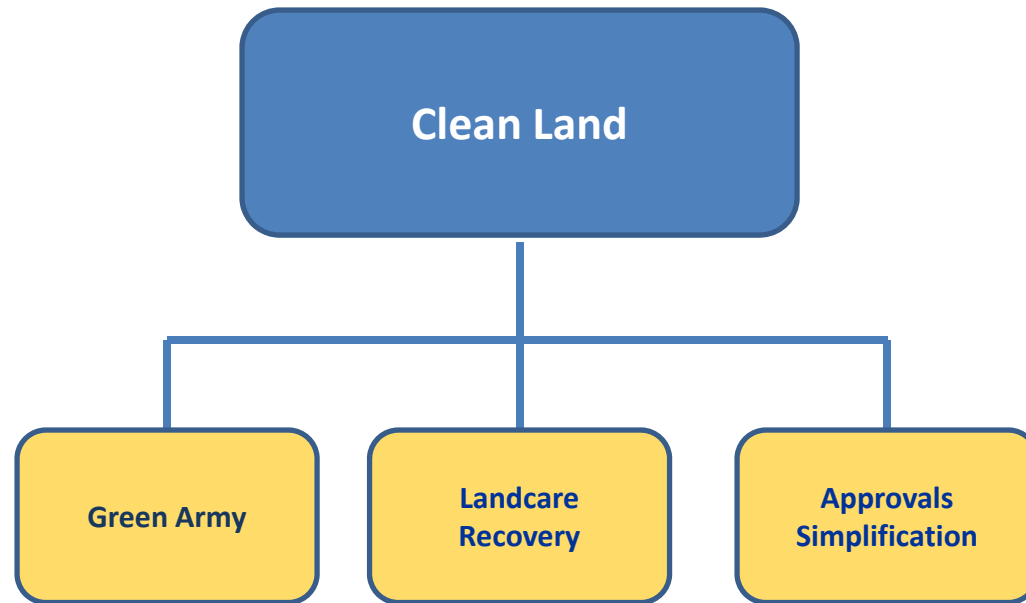 Clean Land
Green Army
Landcare
Recovery
Approvals
Simplification